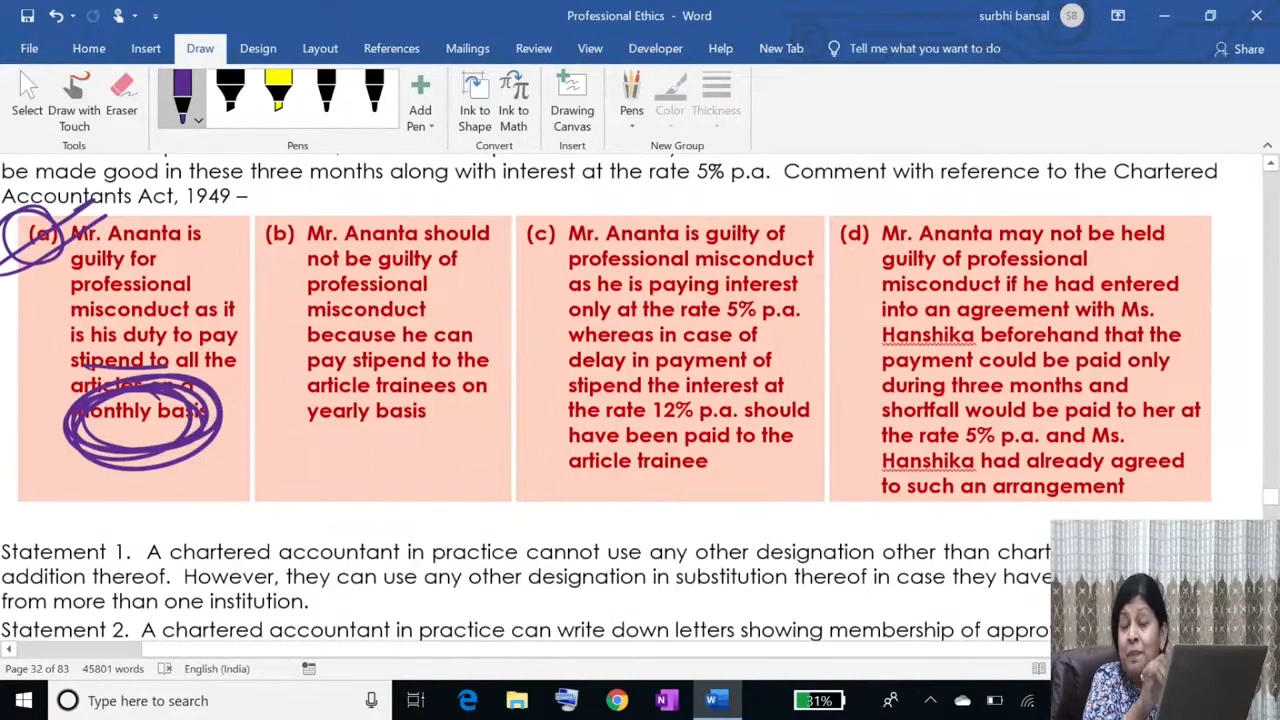 Professional Ethics - Word
surbhi bansal
SB
File Home Insert Draw Design Layout References Mailings Review View Developer Help New Tab Tell me what you want to do Share
Select Draw with Touch Eraser
Add Pen
Ink to Shape Ink to Math
Drawing Canvas
Pens Color Thickness
Tools Pens Convert Insert New Group
be made good in these three months along with interest at the rate 5% p.a. Comment with reference to the Chartered
Accountants Act, 1949 –
(a) Mr. Ananta is
guilty for
professional
misconduct as it
is his duty to pay
stipend to all the
articles on a
monthly basis
(b) Mr. Ananta should
not be guilty of
professional
misconduct
because he can
pay stipend to the
article trainees on
yearly basis
(c) Mr. Ananta is guilty of
professional misconduct
as he is paying interest
only at the rate 5% p.a.
whereas in case of
delay in payment of
stipend the interest at
the rate 12% p.a. should
have been paid to the
article trainee
(d) Mr. Ananta may not be held
guilty of professional
misconduct if he had entered
into an agreement with Ms.
Hanshika beforehand that the
payment could be paid only
during three months and
shortfall would be paid to her at
the rate 5% p.a. and Ms.
Hanshika had already agreed
to such an arrangement
Statement 1. A chartered accountant in practice cannot use any other designation other than chart
addition thereof. However, they can use any other designation in substitution thereof in case they have
from more than one institution.
Statement 2. A chartered accountant in practice can write down letters showing membership of appro
Page 32 of 83 45801 words English (India)
Type here to search
31%